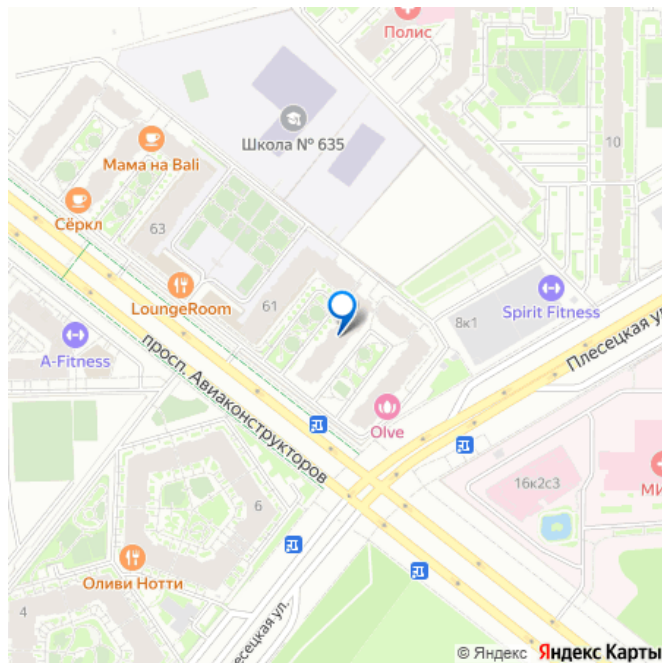 Полис
Школа № 635
10
Мама на Bali
Сёркл
63
LoungeRoom
61
Spirit Fitness
8к1
Плесецкая ул
A-Fitness
просп. Авиаконструкторов
Olve
16к2с3
МИ
6
Оливи Нотти
4
есецкая ул.
© Яндекс Яндекс Карты